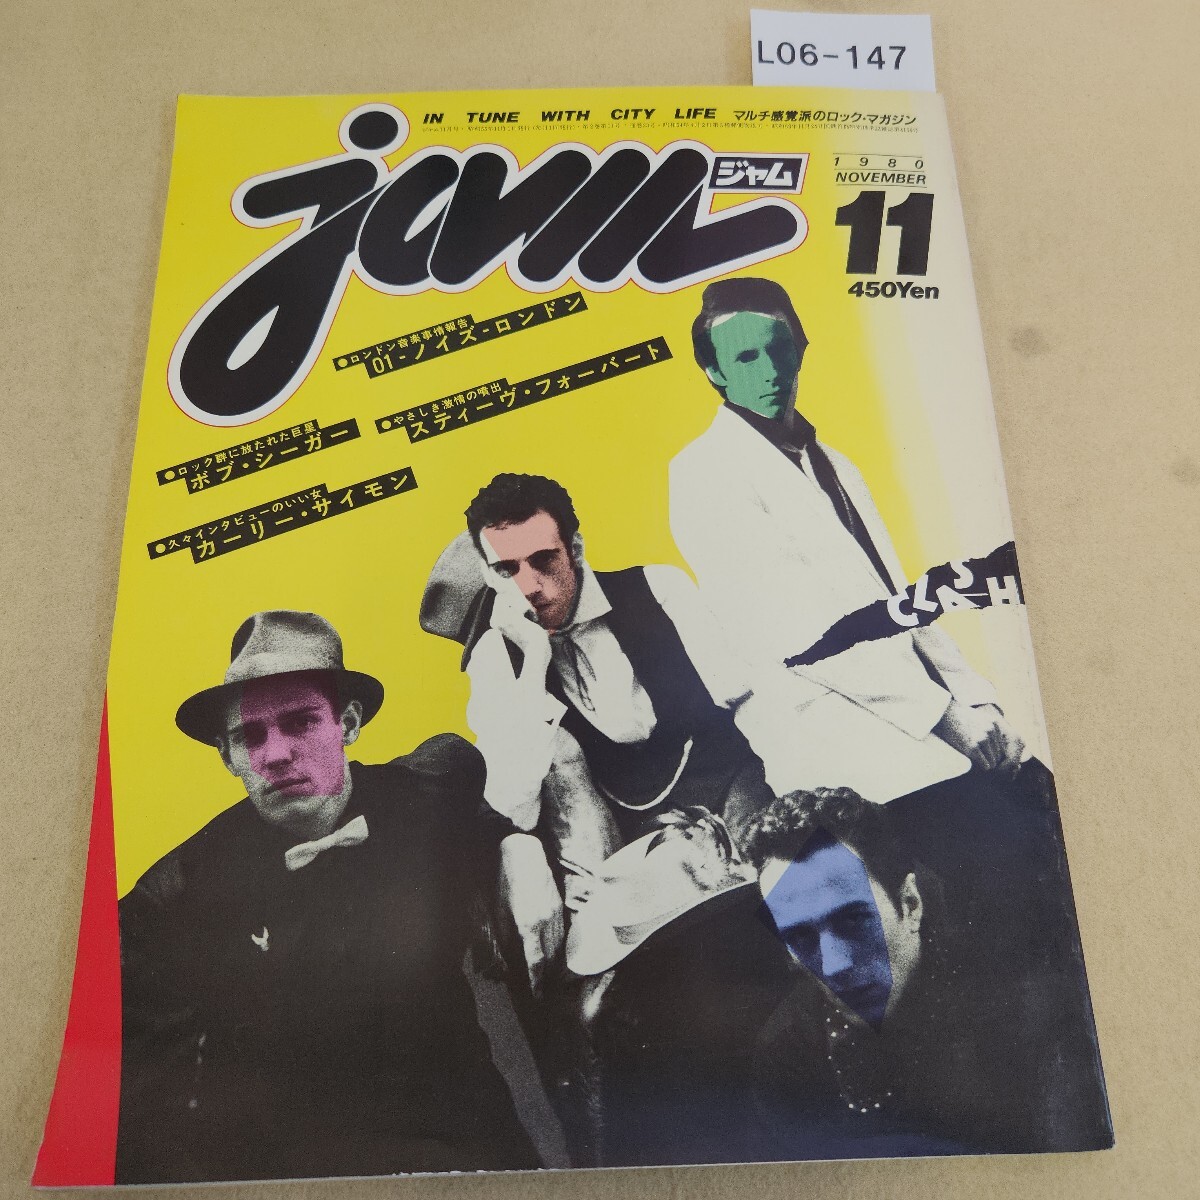 L06-147
IN TUNE WITH CITY LIFE マルチ感覚派のロック・マガジン
jam
ジャム
1980
NOVEMBER
11
450Yen
●ロンドン音楽事情報告
01-ノイズ-ロンドン
●やさしき激情の噴出
スティーヴ・フォーバート
●ロック群に放たれた巨星
ボブ・シーガー
●久々インタビューのいい女
カーリー・サイモン
CLASH